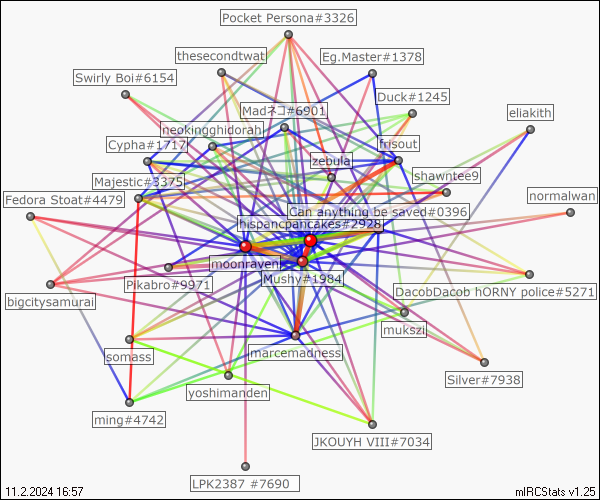 Pocket Persona#3326
thesecondtwat
Eg.Master#1378
Swirly Boi#6154
Duck#1245
Madネコ#6901
eliakith
neokingghidorah
Cypha#1717
frisout
zebula
shawntee9
Majestic#3375
Fedora Stoat#4479
normalwan
Can anything be saved#0396
hispancpancakes#2928
moonraven
Mushy#1984
Pikabro#9971
DacobDacob hORNY police#5271
bigcitysamurai
mukszi
marcemadness
somass
Silver#7938
yoshimanden
ming#4742
JKOUYH VIII#7034
LPK2387 #7690
11.2.2024 16:57
mIRCStats v1.25